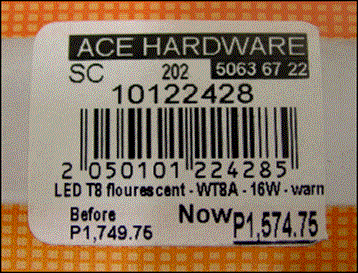 ACE HARDWARE
SC 202 5063 67 22
10122428
2 050101 224285
LED T8 flourescent - WT8A - 16W - warn
Before Now P1,574.75
P1,749.75